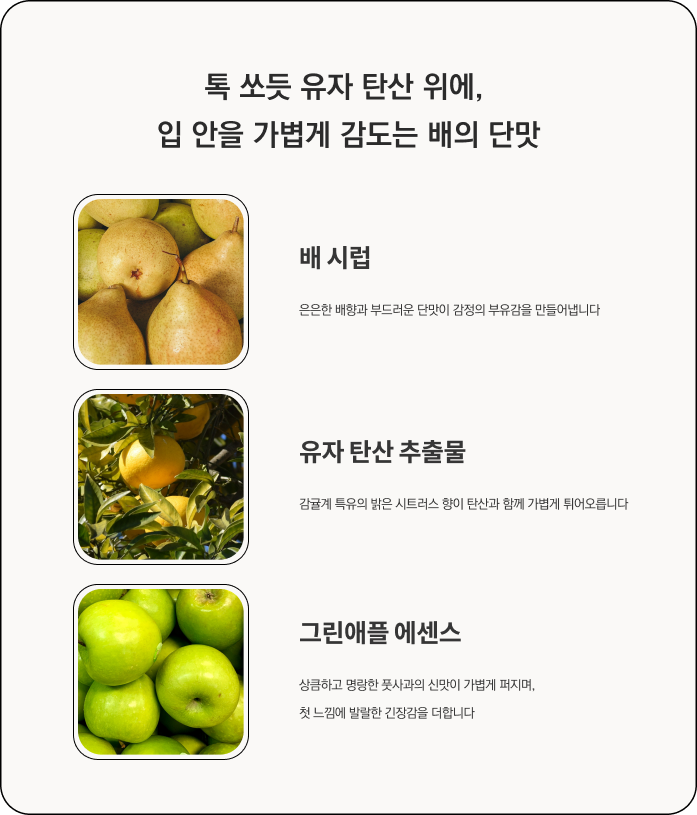 톡 쏘듯 유자 탄산 위에,
입 안을 가볍게 감도는 배의 단맛
배 시럽
은은한 배향과 부드러운 단맛이 감정의 부유감을 만들어냅니다
유자 탄산 추출물
감귤계 특유의 밝은 시트러스 향이 탄산과 함께 가볍게 튀어오릅니다
그린애플 에센스
상큼하고 명랑한 풋사과의 신맛이 가볍게 퍼지며,
첫 느낌에 발랄한 긴장감을 더합니다